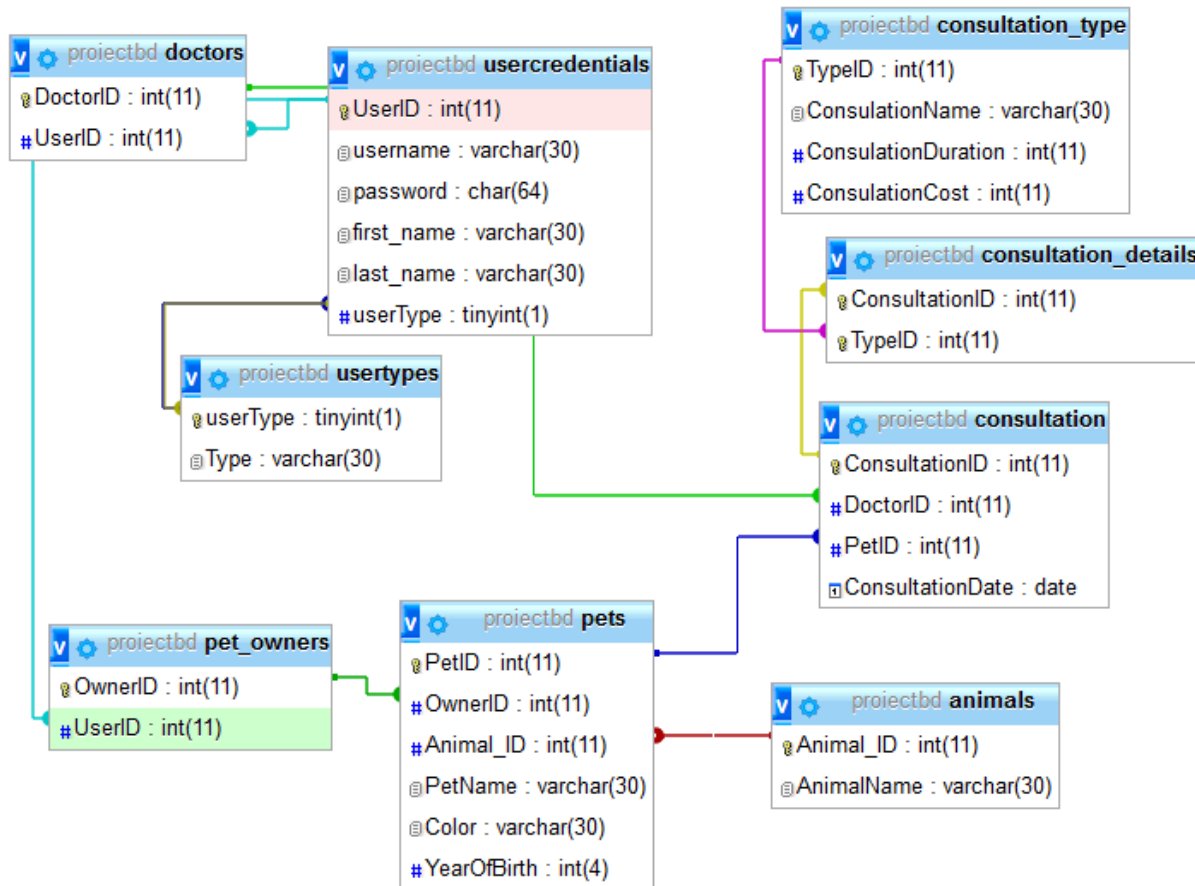 proiectbd doctors
DoctorID : int(11)
UserID : int(11)
proiectbd usercredentials
UserID : int(11)
username : varchar(30)
password : char(64)
first_name : varchar(30)
last_name : varchar(30)
userType : tinyint(1)
proiectbd consultation_type
TypeID : int(11)
ConsulationName : varchar(30)
ConsulationDuration : int(11)
ConsulationCost : int(11)
proiectbd consultation_details
ConsultationID : int(11)
TypeID : int(11)
proiectbd usertypes
userType : tinyint(1)
Type : varchar(30)
proiectbd consultation
ConsultationID : int(11)
DoctorID : int(11)
PetID : int(11)
ConsultationDate : date
proiectbd pet_owners
OwnerID : int(11)
UserID : int(11)
proiectbd pets
PetID : int(11)
OwnerID : int(11)
Animal_ID : int(11)
PetName : varchar(30)
Color : varchar(30)
YearOfBirth : int(4)
proiectbd animals
Animal_ID : int(11)
AnimalName : varchar(30)